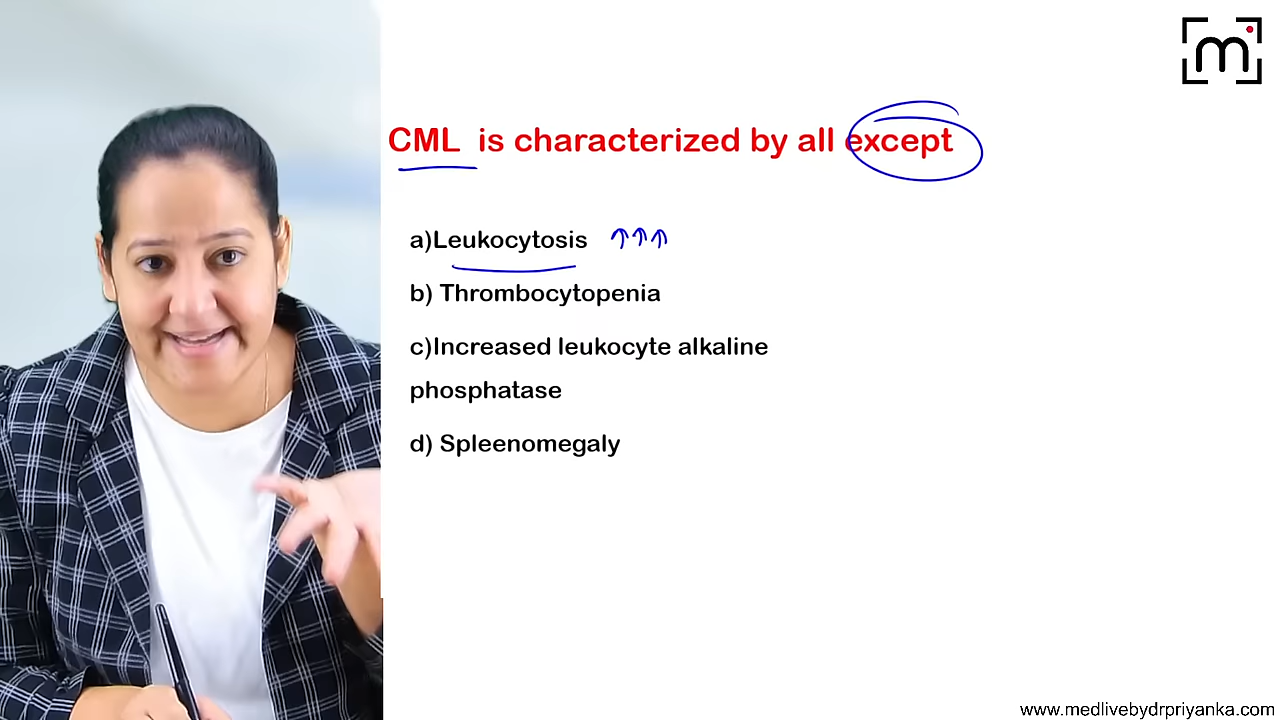 m
CML is characterized by all except
a)Leukocytosis ↑↑↑
b) Thrombocytopenia
c)Increased leukocyte alkaline
phosphatase
d) Spleenomegaly
www.medlivebydrpriyanka.com